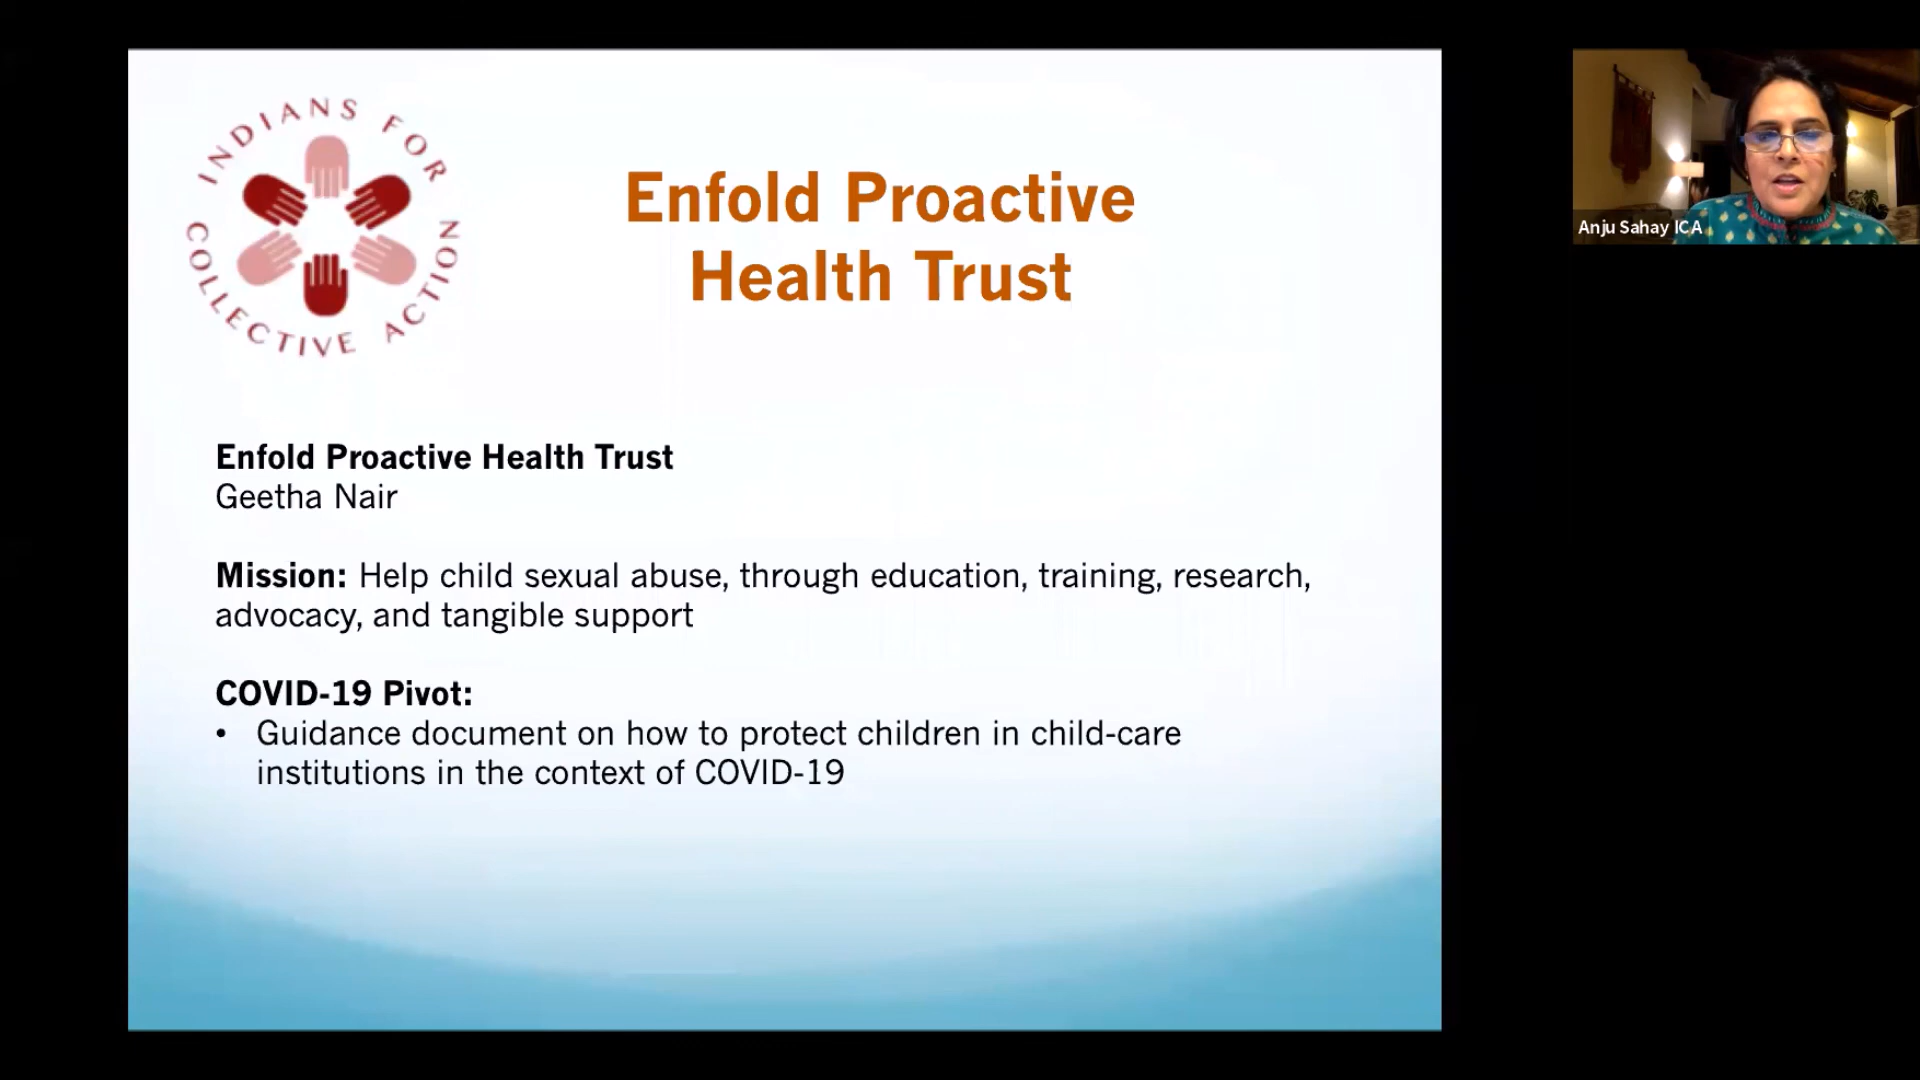 INDIANS FOR
COLLECTIVE ACTION
Enfold Proactive
Health Trust
Enfold Proactive Health Trust
Geetha Nair
Mission: Help child sexual abuse, through education, training, research,
advocacy, and tangible support
COVID-19 Pivot:
• Guidance document on how to protect children in child-care
institutions in the context of COVID-19
Anju Sahay ICA